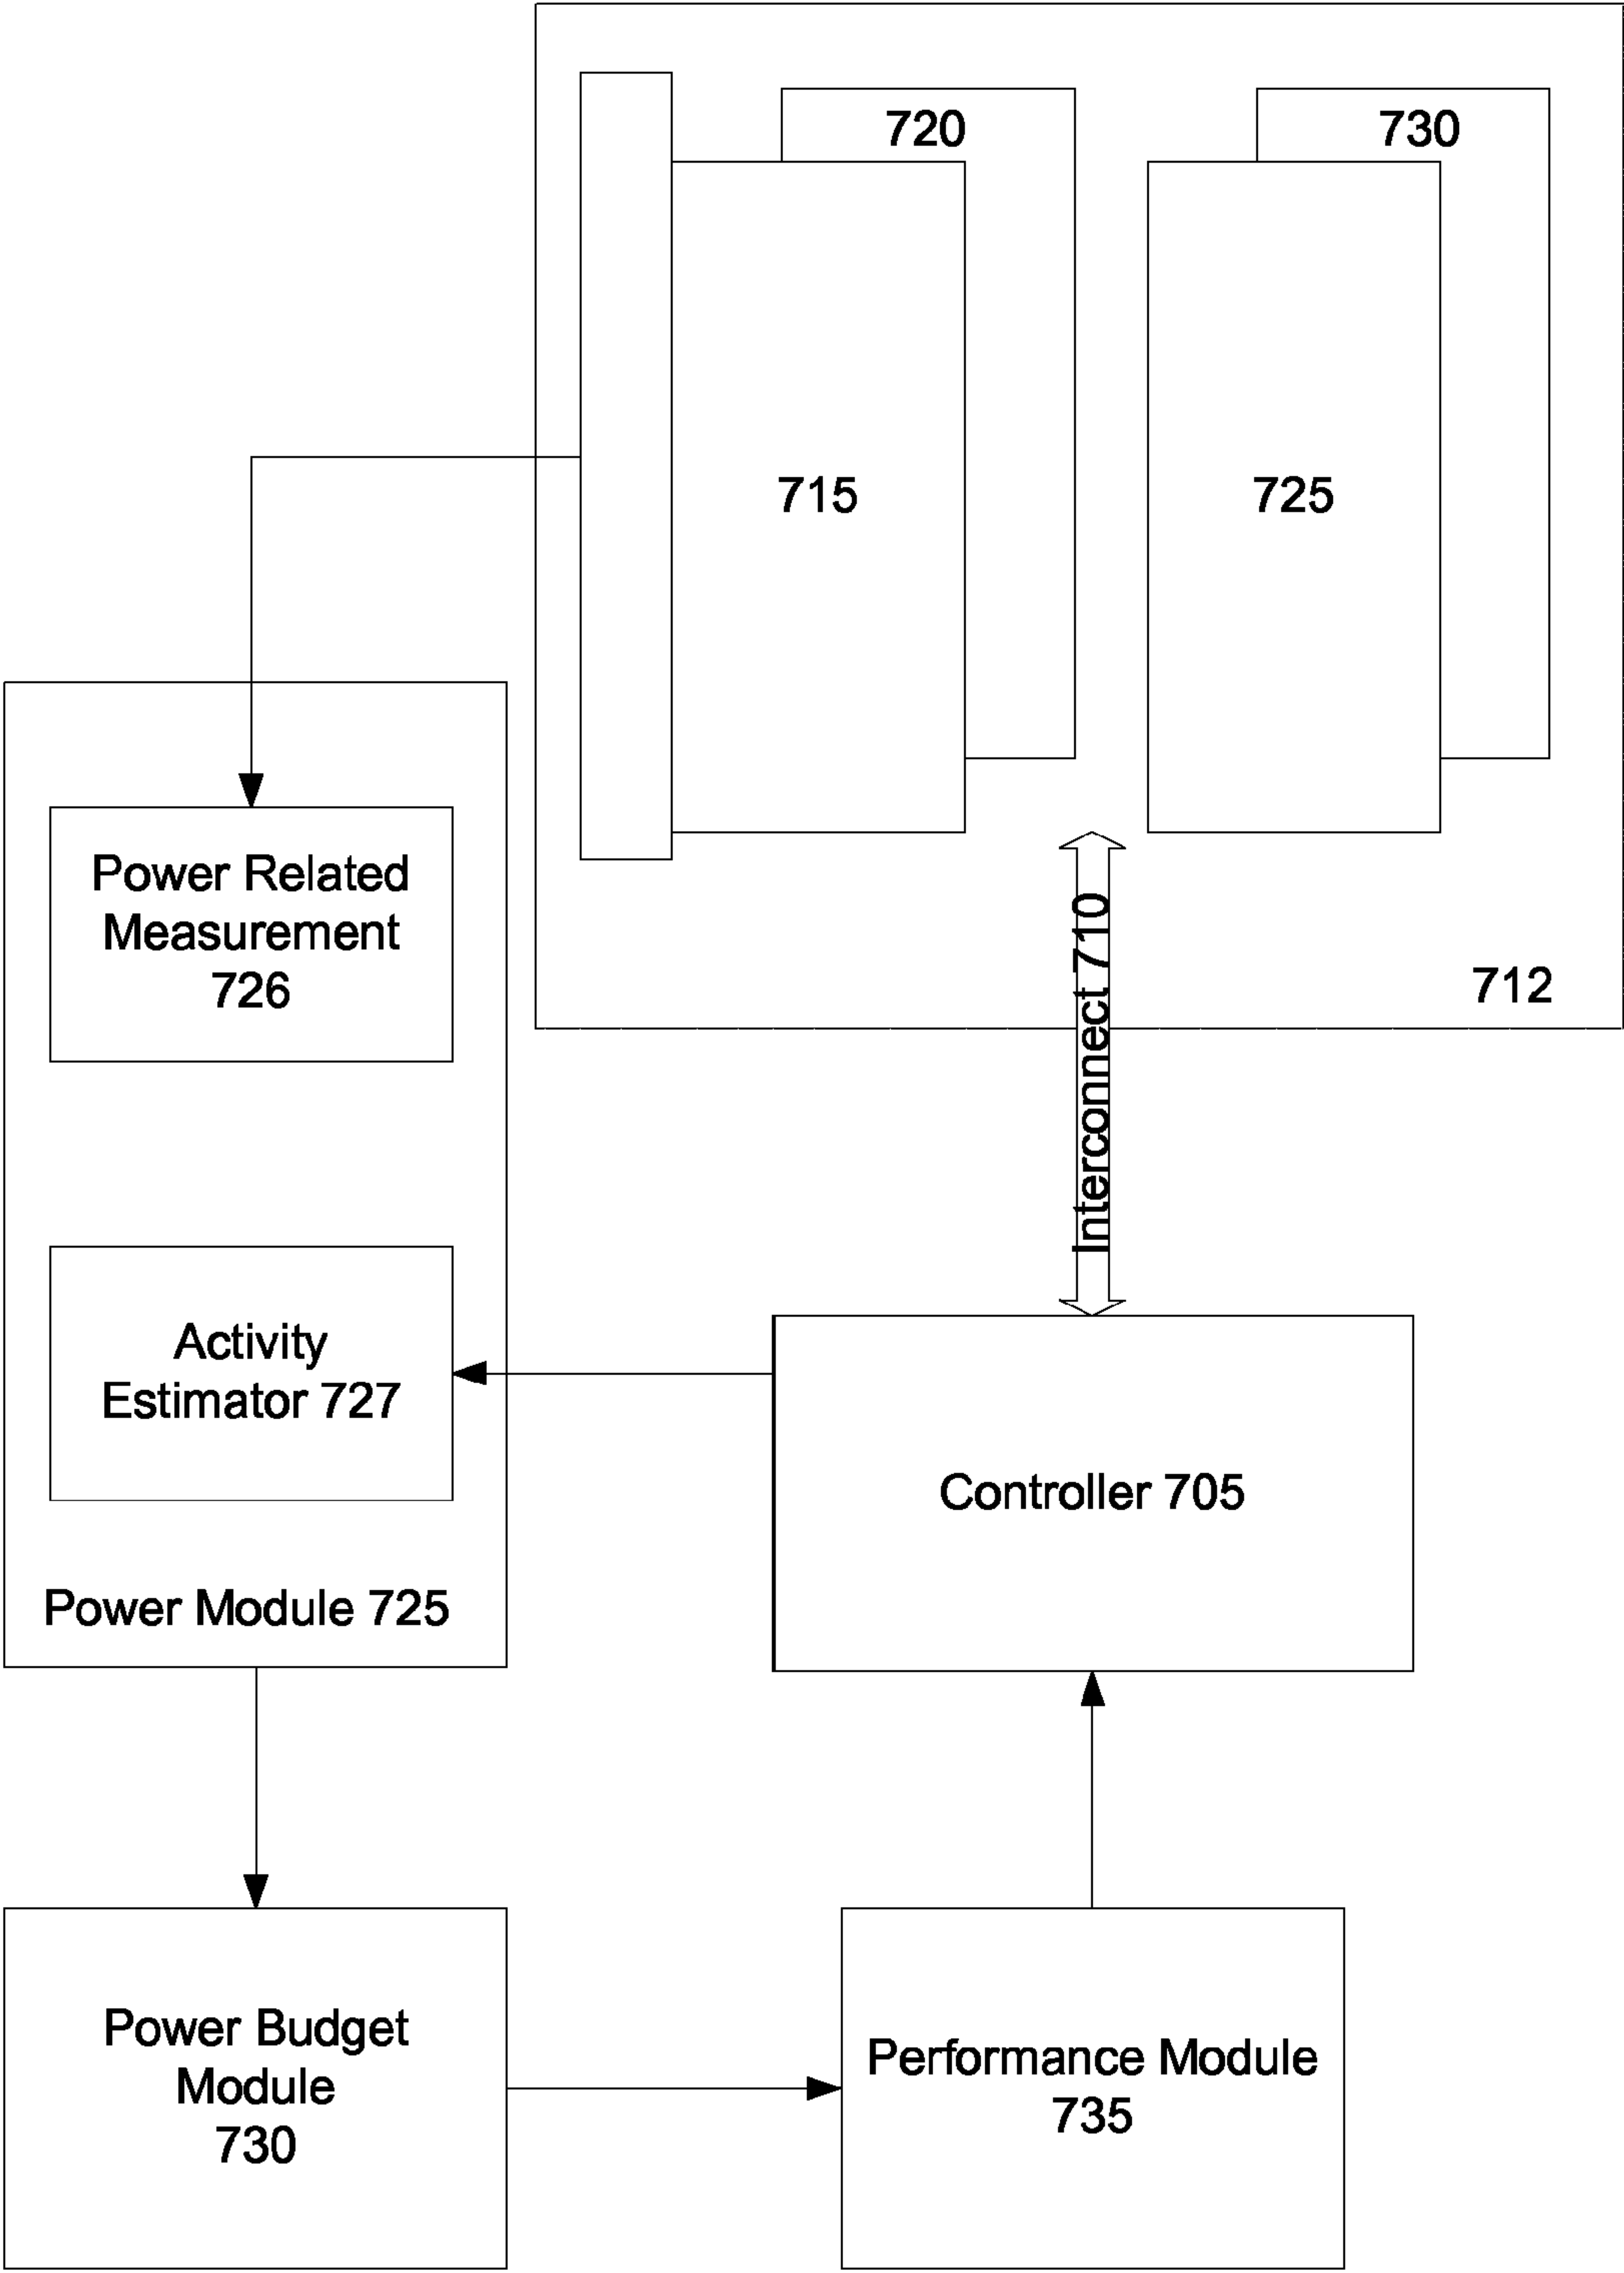 720
730
715
725
Power Related
Measurement
726
712
Interconnect 710
Activity
Estimator 727
Controller 705
Power Module 725
Power Budget
Module
730
Performance Module
735